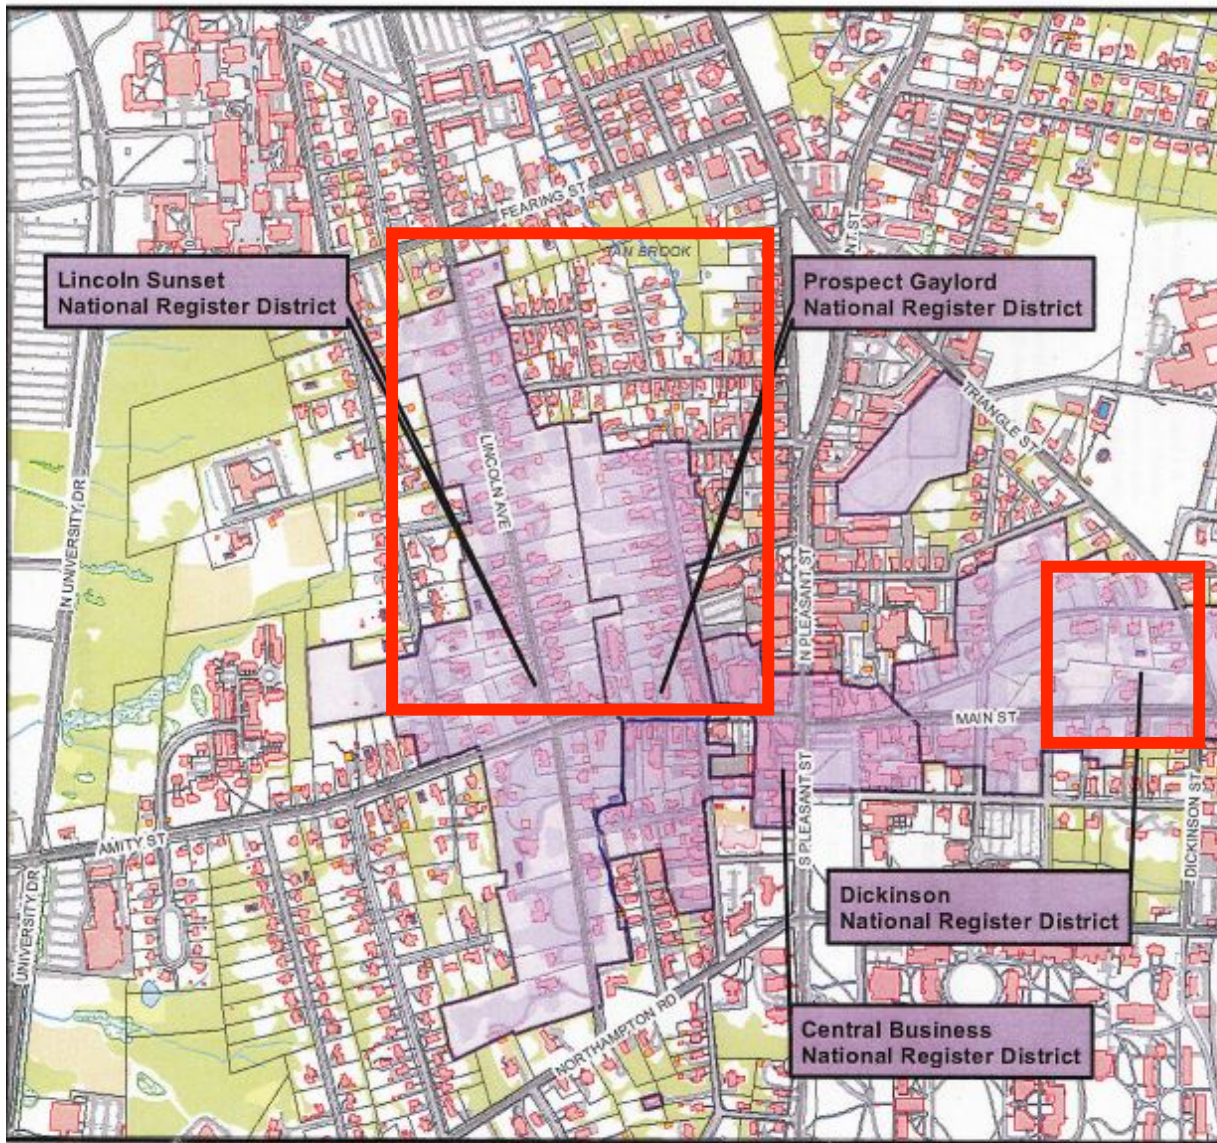 FEARING ST
TAN BROOK
NT ST
Lincoln Sunset
National Register District
Prospect Gaylord
National Register District
TRIANGLE ST
LINCOLN AVE
N UNIVERSITY DR
N PLEASANT ST
MAIN ST
S PLEASANT ST
AMITY ST
DICKINSON ST
UNIVERSITY DR
Dickinson
National Register District
NORTHAMPTON RD
Central Business
National Register District